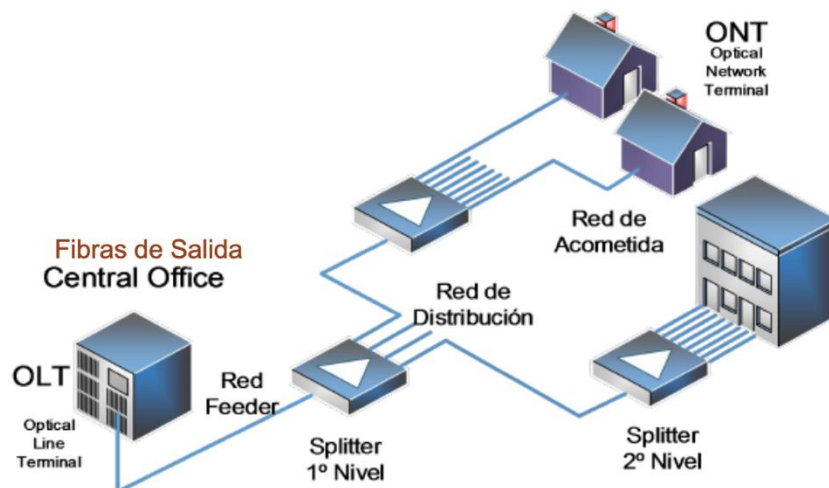 ONT
Optical
Network
Terminal
Red de
Acometida
Fibras de Salida
Central Office
Red de
Distribución
OLT
Optical
Line
Terminal
Red
Feeder
Splitter
1º Nivel
Splitter
2º Nivel